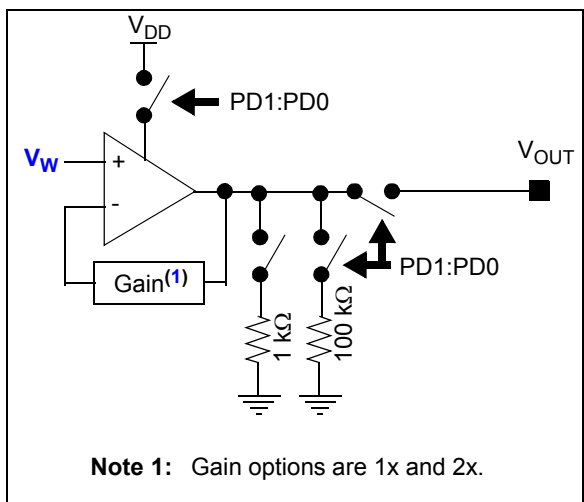 VDD
PD1:PD0
VW
+
-
VOUT
Gain(1)
PD1:PD0
1 kΩ
100 kΩ
Note 1: Gain options are 1x and 2x.